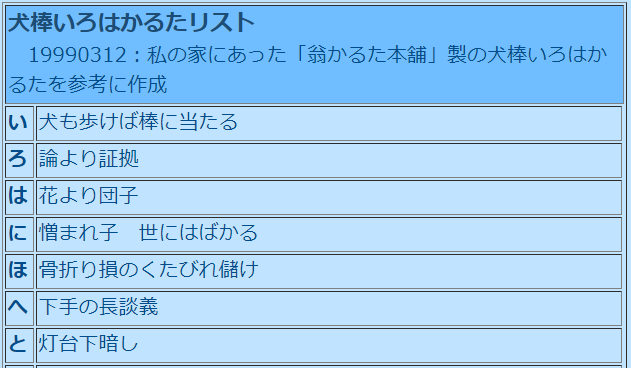 犬棒いろはかるたリスト
　19990312：私の家にあった「翁かるた本舗」製の犬棒いろはか
るたを参考に作成
い 犬も歩けば棒に当たる
ろ 論より証拠
は 花より団子
に 憎まれ子　世にはばかる
ほ 骨折り損のくたびれ儲け
へ 下手の長談義
と 灯台下暗し